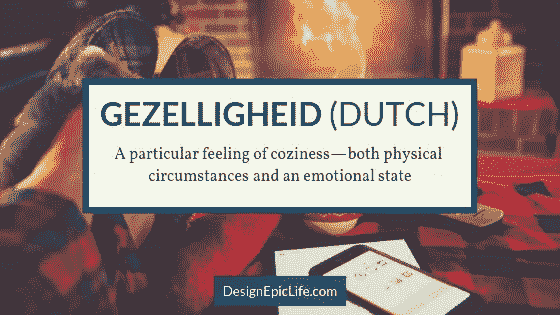 GEZELLIGHEID (DUTCH)
A particular feeling of coziness—both physical
circumstances and an emotional state
DesignEpicLife.com